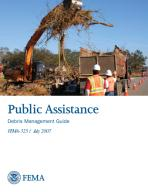 Public Assistance
Debris Management Guide
FEMA-325 / July 2007
FEMA